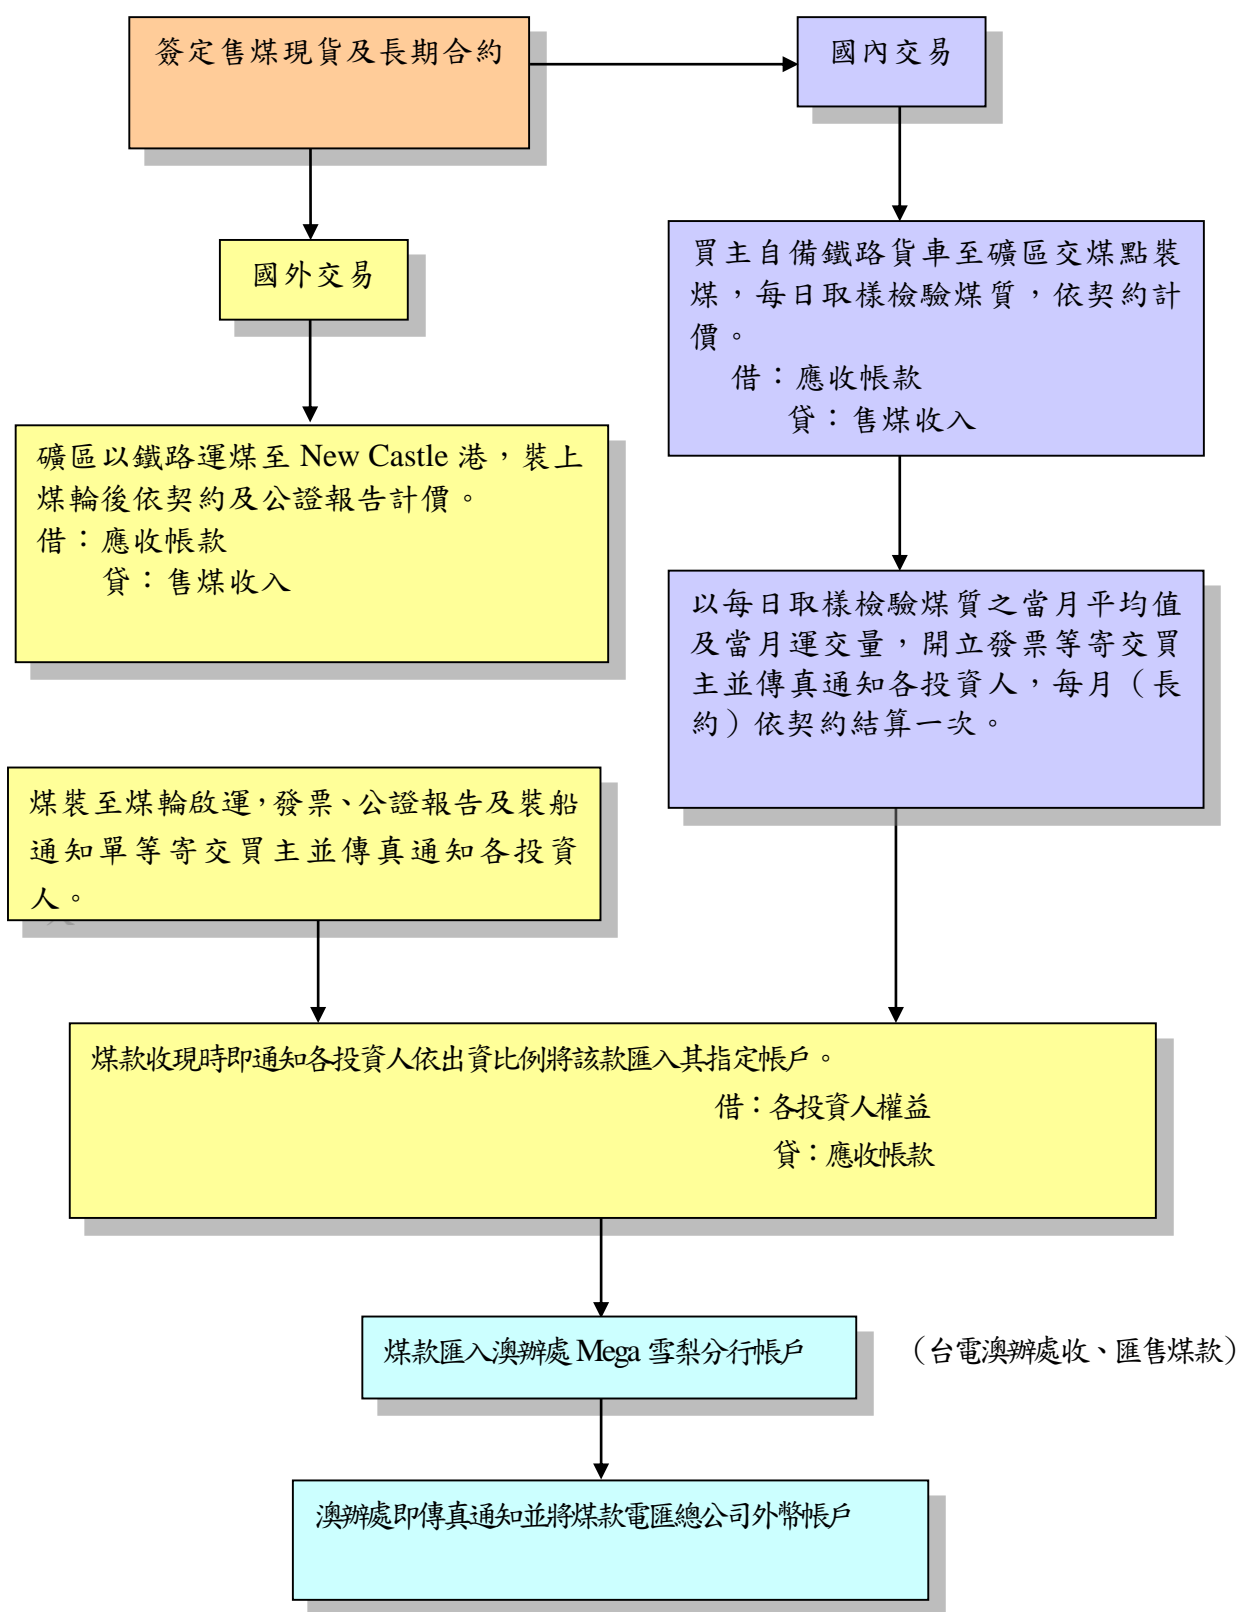 簽定售煤現貨及長期合約
國內交易
國外交易
買主自備鐵路貨車至礦區交煤點裝
煤，每日取樣檢驗煤質，依契約計
價。
借：應收帳款
貸：售煤收入
礦區以鐵路運煤至 New Castle 港，裝上
煤輪後依契約及公證報告計價。
借：應收帳款
貸：售煤收入
以每日取樣檢驗煤質之當月平均值
及當月運交量，開立發票等寄交買
主並傳真通知各投資人，每月（長
約）依契約結算一次。
煤裝至煤輪啟運，發票、公證報告及裝船
通知單等寄交買主並傳真通知各投資
人。
煤款收現時即通知各投資人依出資比例將該款匯入其指定帳戶。
借：各投資人權益
貸：應收帳款
煤款匯入澳辦處 Mega 雪梨分行帳戶
（台電澳辦處收、匯售煤款）
澳辦處即傳真通知並將煤款電匯總公司外幣帳戶